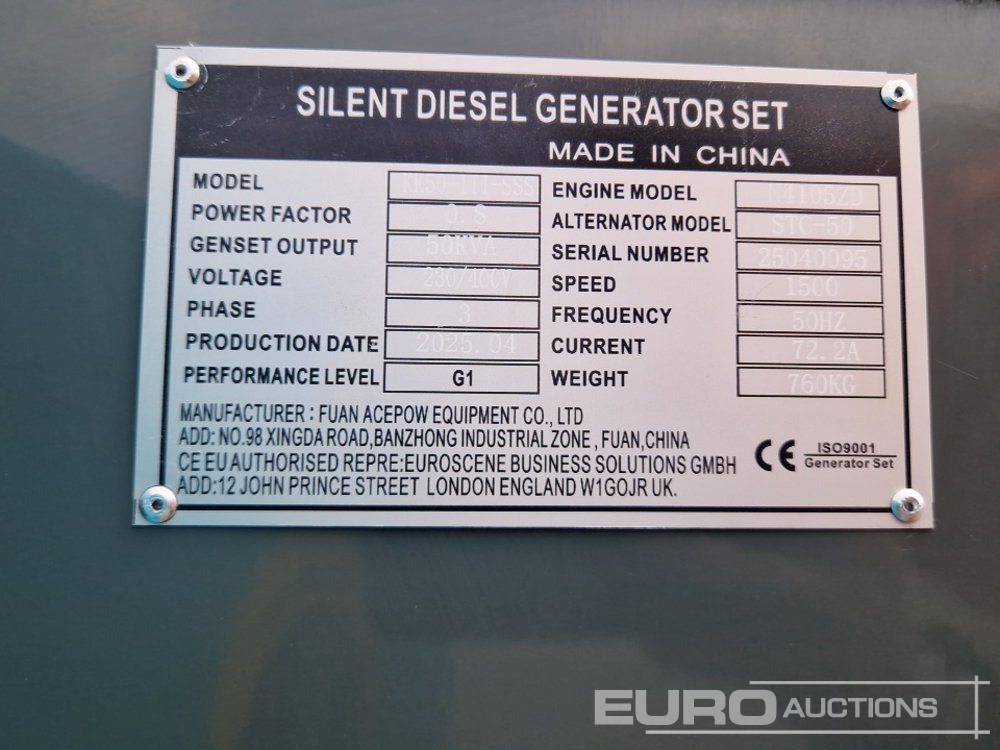 SILENT DIESEL GENERATOR SET
MADE IN CHINA
MODEL KK50-III-SSS ENGINE MODEL N4105ZD
POWER FACTOR 0.8 ALTERNATOR MODEL STC-50
GENSET OUTPUT 50KVA SERIAL NUMBER 25040095
VOLTAGE 230/400V SPEED 1500
PHASE 3 FREQUENCY 50HZ
PRODUCTION DATE 2025.04 CURRENT 72.2A
PERFORMANCE LEVEL G1 WEIGHT 760KG
MANUFACTURER : FUAN ACEPOW EQUIPMENT CO., LTD
ADD: NO.98 XINGDA ROAD,BANZHONG INDUSTRIAL ZONE , FUAN,CHINA
CE EU AUTHORISED REPRE:EUROSCENE BUSINESS SOLUTIONS GMBH
ADD:12 JOHN PRINCE STREET LONDON ENGLAND W1GOJR UK.
CE ISO9001
Generator Set
EURO AUCTIONS